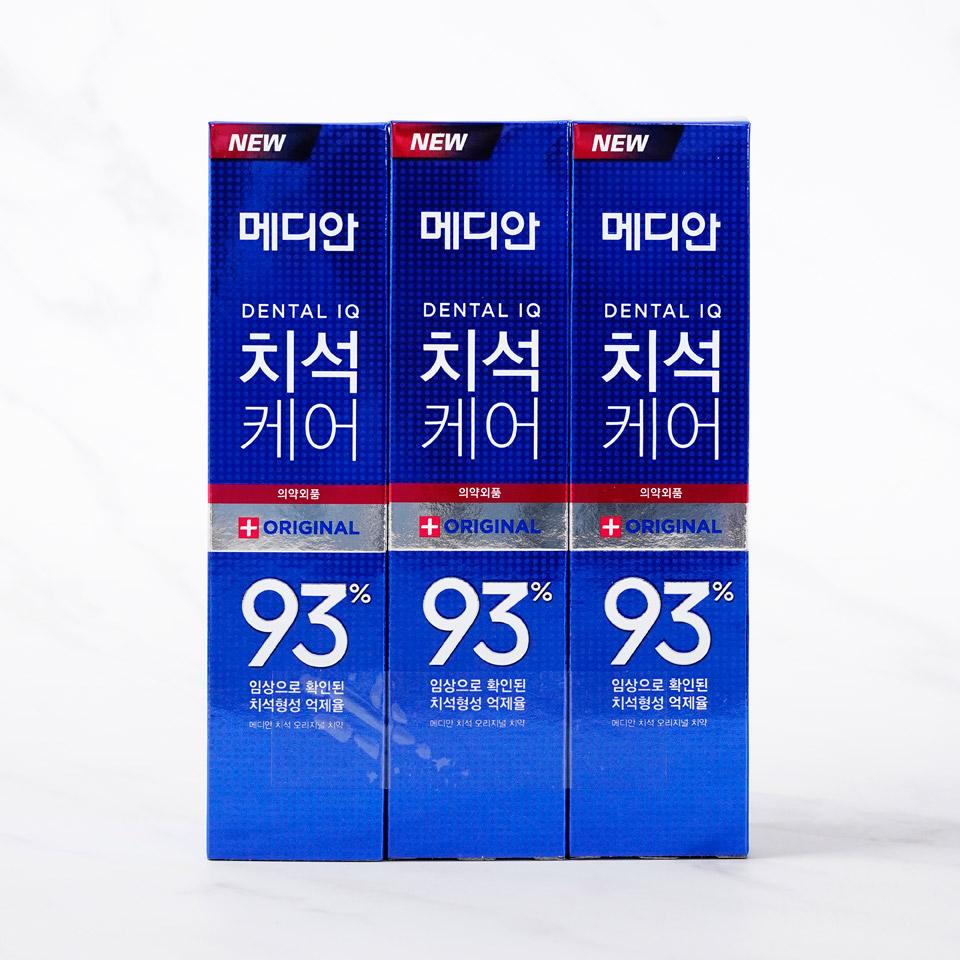 NEW
메디안
DENTAL IQ
치석
케어
의약외품
ORIGINAL
93%
임상으로 확인된
치석형성 억제율
메디안 치석 오리지널 치약
NEW
메디안
DENTAL IQ
치석
케어
의약외품
ORIGINAL
93%
임상으로 확인된
치석형성 억제율
메디안 치석 오리지널 치약
NEW
메디안
DENTAL IQ
치석
케어
의약외품
ORIGINAL
93%
임상으로 확인된
치석형성 억제율
메디안 치석 오리지널 치약